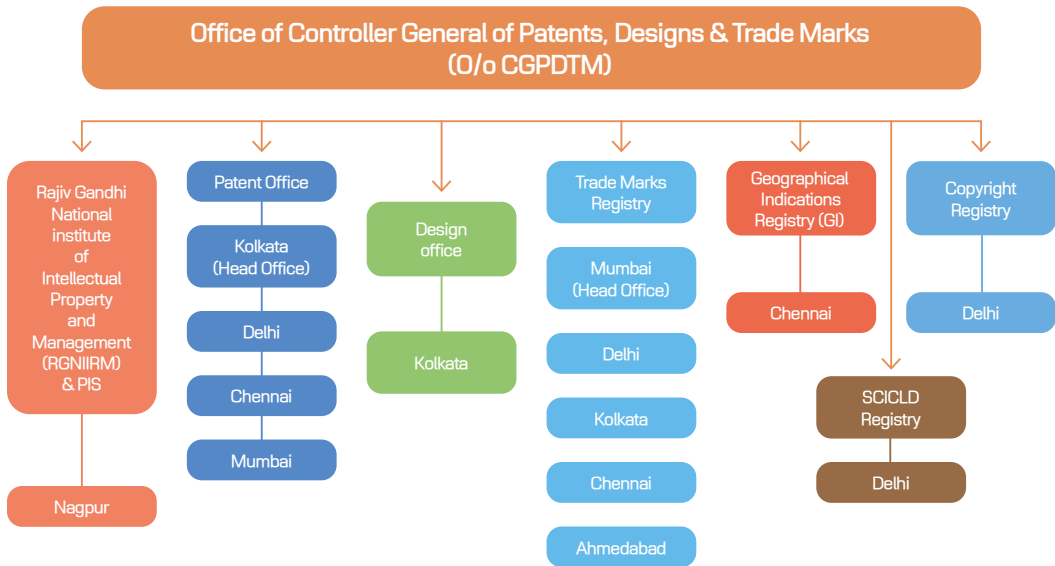 Office of Controller General of Patents, Designs & Trade Marks
(O/o CGPDTM)
Rajiv Gandhi
National
institute
of
Intellectual
Property
and
Management
(RGNIIRM)
& PIS
Nagpur
Patent Office
Kolkata
(Head Office)
Delhi
Chennai
Mumbai
Design
office
Kolkata
Trade Marks
Registry
Mumbai
(Head Office)
Delhi
Kolkata
Chennai
Ahmedabad
Geographical
Indications
Registry (GI)
Chennai
SCICLD
Registry
Delhi
Copyright
Registry
Delhi